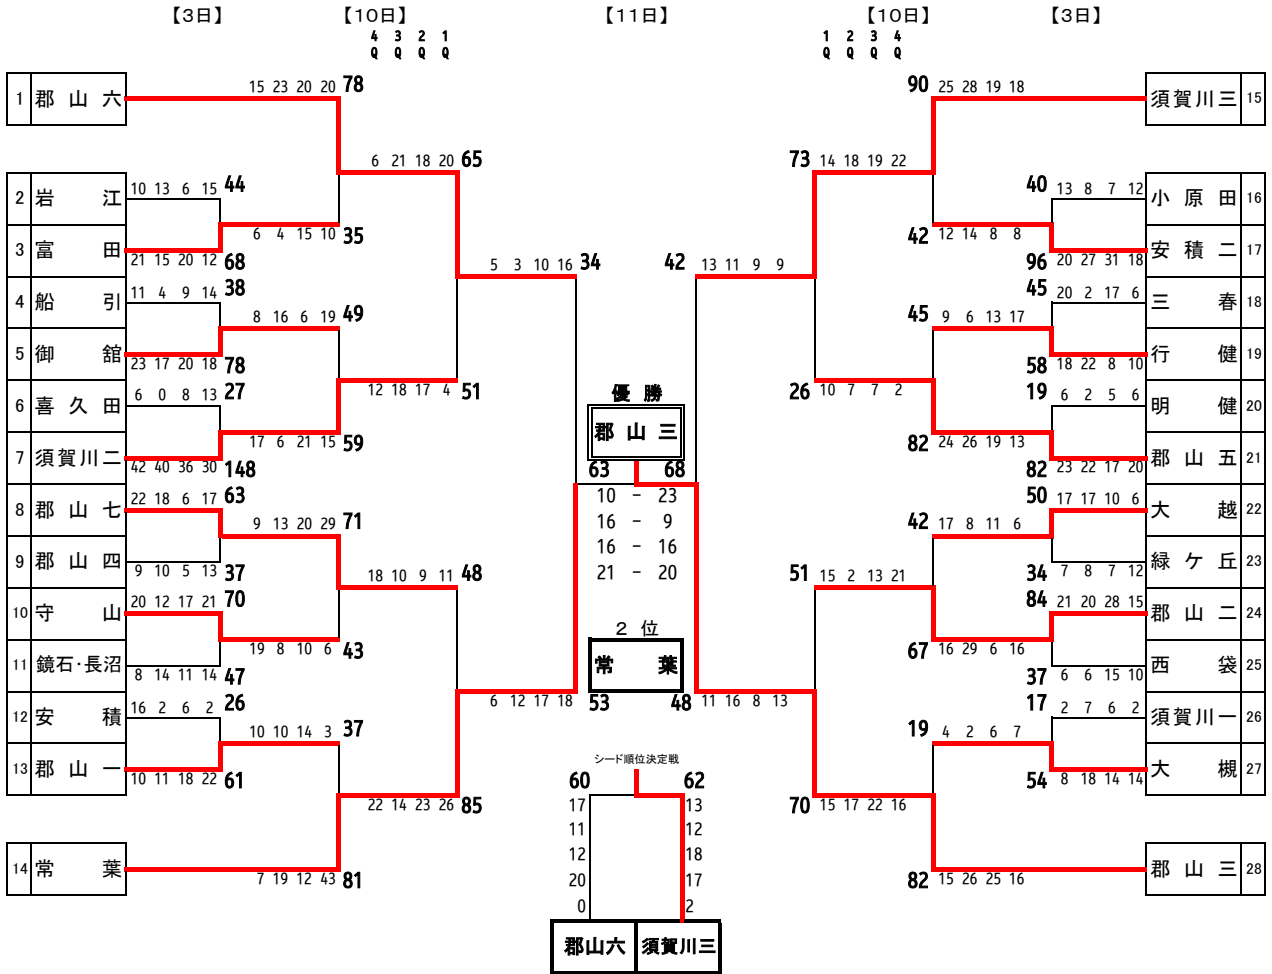 【3日】 【10日】 【11日】 【10日】 【3日】
4 3 2 1 1 2 3 4
Q Q Q Q Q Q Q Q
1 郡山六 15 23 20 20 78 90 25 28 19 18 須賀川三 15
6 21 18 20 65 73 14 18 19 22
2 岩江 10 13 6 15 44 40 13 8 7 12 小原田 16
6 4 15 10 35 42 12 14 8 8
3 富田 21 15 20 12 68 96 20 27 31 18 安積二 17
5 3 10 16 34 42 13 11 9 9
4 船引 11 4 9 14 38 45 20 2 17 6 三春 18
8 16 6 19 49 45 9 6 13 17
5 御舘 23 17 20 18 78 58 18 22 8 10 行健 19
12 18 17 4 51 26 10 7 7 2
6 喜久田 6 0 8 13 27 19 6 2 5 6 明健 20
優勝
郡山三
17 6 21 15 59 82 24 26 19 13
7 須賀川二 42 40 36 30 148 82 23 22 17 20 郡山五 21
63 68
10 - 23
16 - 9
16 - 16
21 - 20
8 郡山七 22 18 6 17 63 50 17 17 10 6 大越 22
9 13 20 29 71 42 17 8 11 6
9 郡山四 9 10 5 13 37 34 7 8 7 12 緑ケ丘 23
18 10 9 11 48 51 15 2 13 21
10 守山 20 12 17 21 70 84 21 20 28 15 郡山二 24
2位
常葉
19 8 10 6 43 67 16 29 6 16
11 鏡石・長沼 8 14 11 14 47 37 6 6 15 10 西袋 25
6 12 17 18 53 48 11 16 8 13
12 安積 16 2 6 2 26 17 2 7 6 2 須賀川一 26
10 10 14 3 37 19 4 2 6 7
13 郡山一 10 11 18 22 61 54 8 18 14 14 大槻 27
22 14 23 26 85 70 15 17 22 16
14 常葉 7 19 12 43 81 82 15 26 25 16 郡山三 28
シード順位決定戦
60 62
17 13
11 12
12 18
20 17
0 2
郡山六 須賀川三